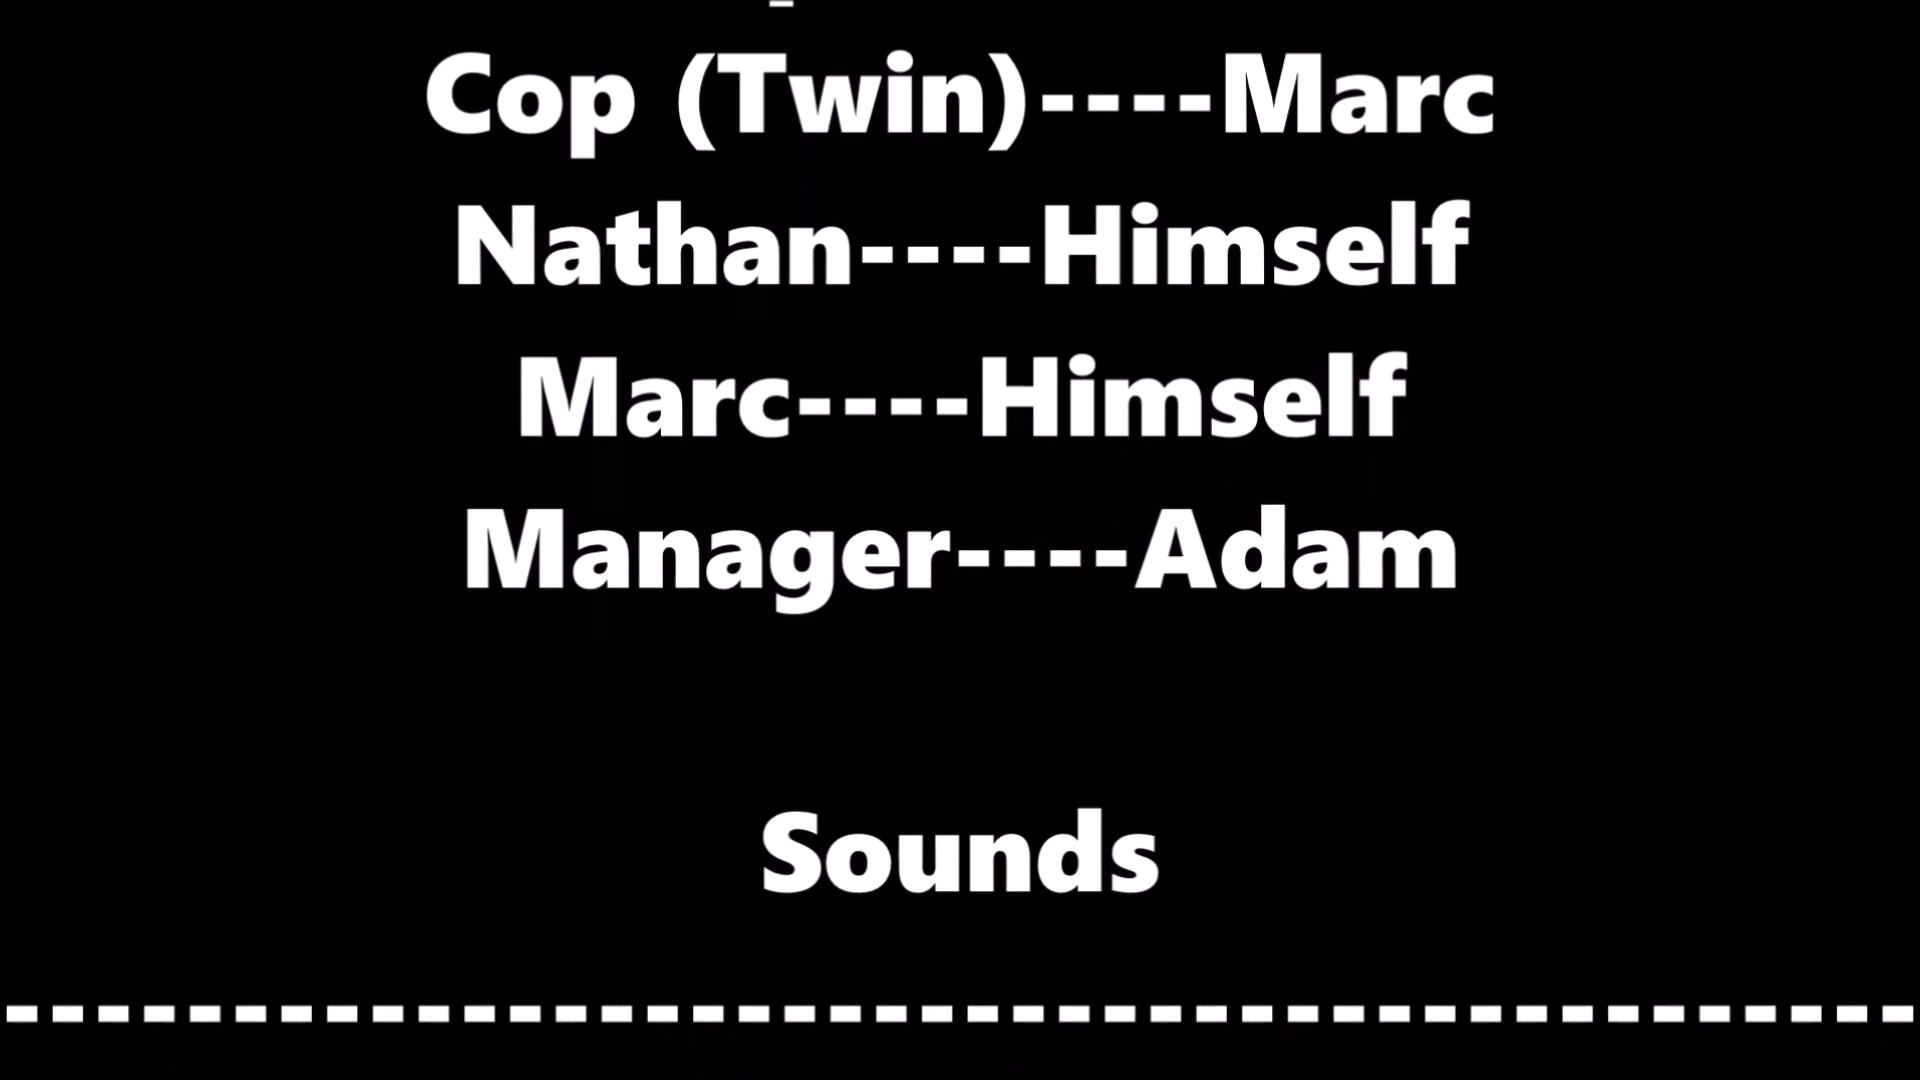 Cop (Twin)----Marc
Nathan----Himself
Marc----Himself
Manager----Adam
Sounds
------------------------------------------